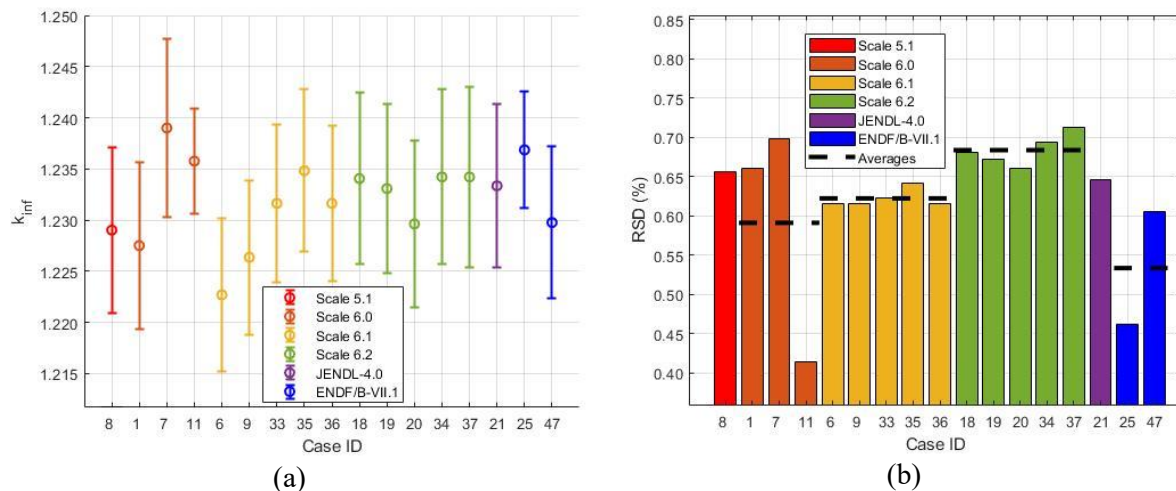 1.250
1.245
1.240
1.235
1.230
1.225
1.220
1.215
k_inf
Scale 5.1
Scale 6.0
Scale 6.1
Scale 6.2
JENDL-4.0
ENDF/B-VII.1
8 1 7 11 6 9 33 35 36 18 19 20 34 37 21 25 47
Case ID
(a)
0.85
0.80
0.75
0.70
0.65
0.60
0.55
0.50
0.45
0.40
RSD (%)
Scale 5.1
Scale 6.0
Scale 6.1
Scale 6.2
JENDL-4.0
ENDF/B-VII.1
Averages
8 1 7 11 6 9 33 35 36 18 19 20 34 37 21 25 47
Case ID
(b)